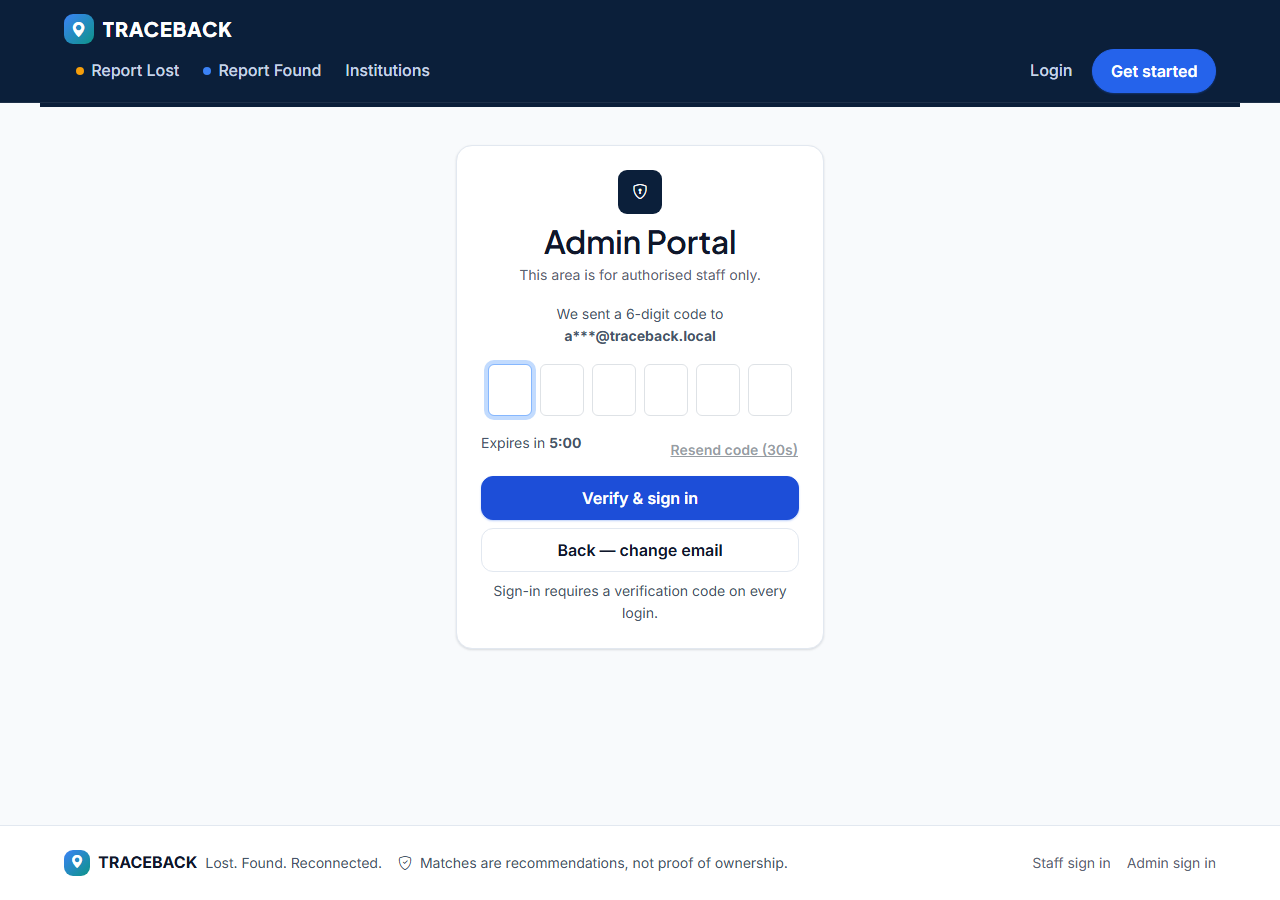 TRACEBACK
Report Lost
Report Found
Institutions
Login
Get started
Admin Portal
This area is for authorised staff only.
We sent a 6-digit code to
a***@traceback.local
Expires in 5:00
Resend code (30s)
Verify & sign in
Back — change email
Sign-in requires a verification code on every
login.
TRACEBACK
Lost. Found. Reconnected.
Matches are recommendations, not proof of ownership.
Staff sign in
Admin sign in